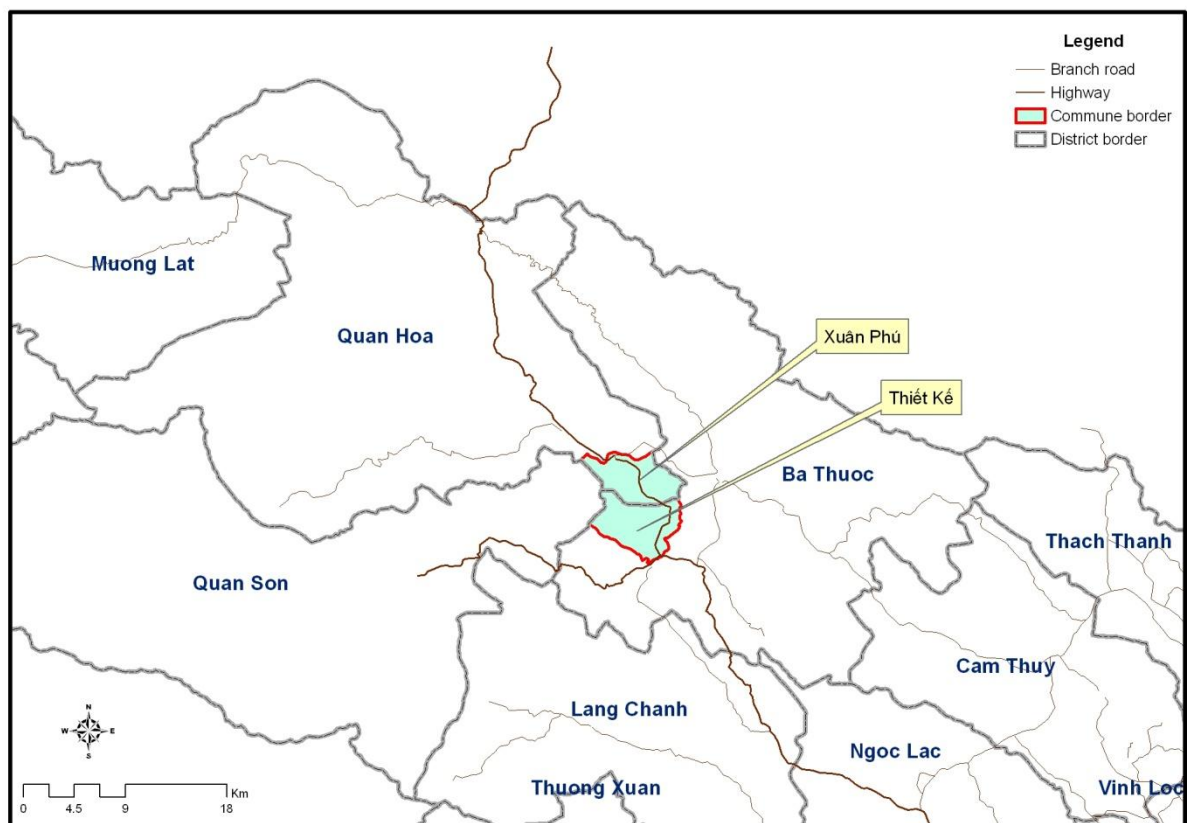 Legend
Branch road
Highway
Commune border
District border
Muong Lat
Quan Hoa
Xuân Phú
Thiết Kế
Ba Thuoc
Thach Thanh
Quan Son
Cam Thuy
Lang Chanh
Ngoc Lac
Thuong Xuan
Vinh Loc
N
W E
S
Km
0 4.5 9 18